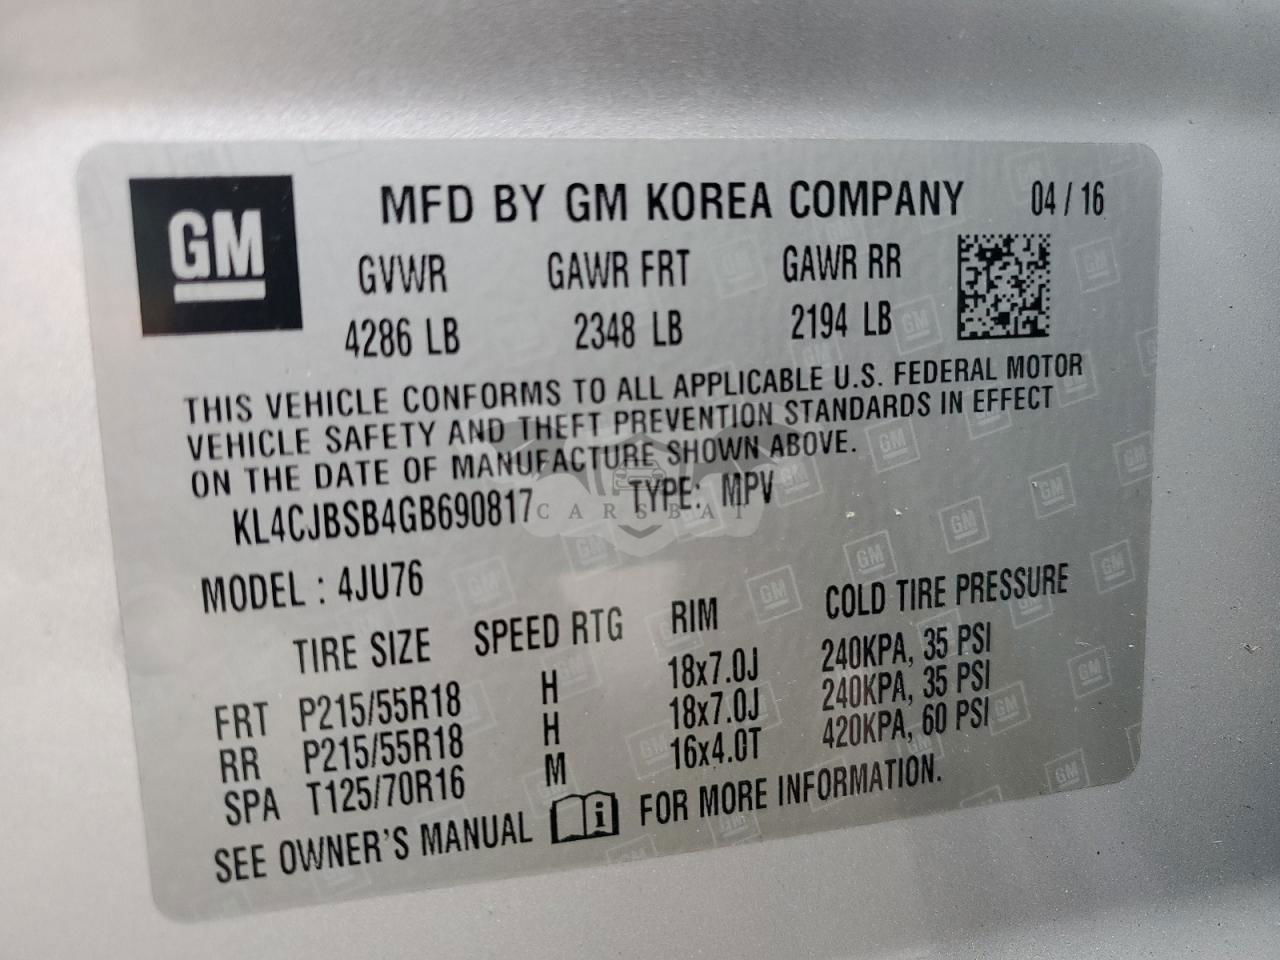 GM
MFD BY GM KOREA COMPANY 04 / 16
GVWR GAWR FRT GAWR RR
4286 LB 2348 LB 2194 LB
THIS VEHICLE CONFORMS TO ALL APPLICABLE U.S. FEDERAL MOTOR
VEHICLE SAFETY AND THEFT PREVENTION STANDARDS IN EFFECT
ON THE DATE OF MANUFACTURE SHOWN ABOVE.
KL4CJBSB4GB690817 TYPE: MPV
CARSBAT
MODEL : 4JU76
TIRE SIZE SPEED RTG RIM COLD TIRE PRESSURE
FRT P215/55R18 H 18x7.0J 240KPA, 35 PSI
RR P215/55R18 H 18x7.0J 240KPA, 35 PSI
SPA T125/70R16 M 16x4.0T 420KPA, 60 PSI
SEE OWNER'S MANUAL i FOR MORE INFORMATION.